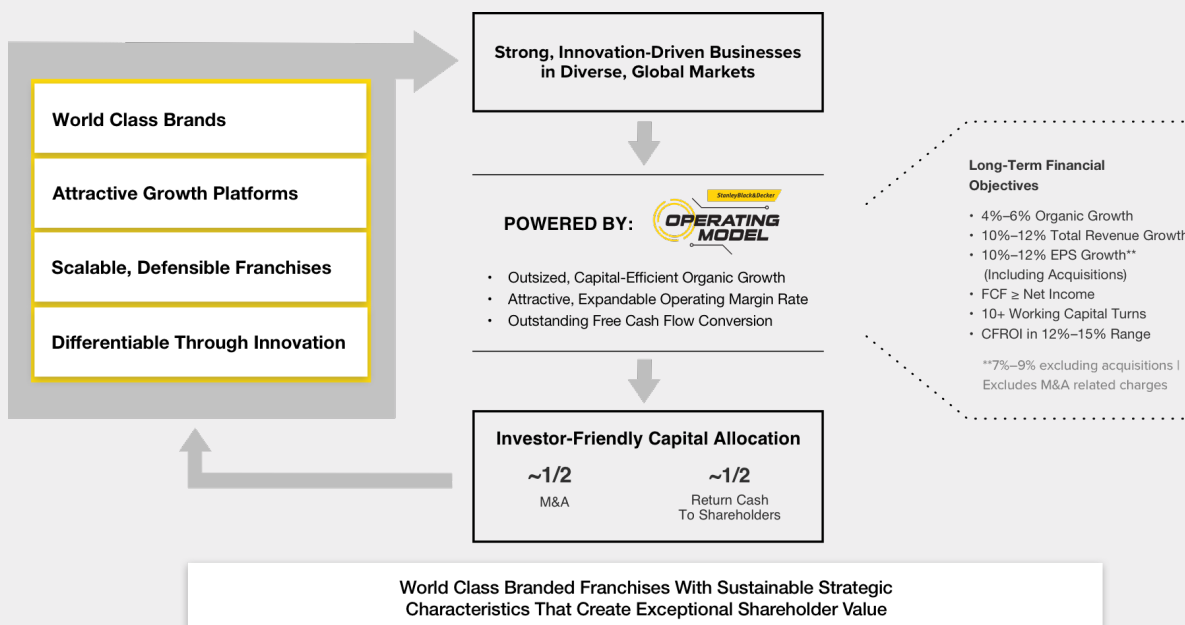 World Class Brands
Attractive Growth Platforms
Scalable, Defensible Franchises
Differentiable Through Innovation
Strong, Innovation-Driven Businesses
in Diverse, Global Markets
POWERED BY:
StanleyBlack&Decker
OPERATING
MODEL
• Outsized, Capital-Efficient Organic Growth
• Attractive, Expandable Operating Margin Rate
• Outstanding Free Cash Flow Conversion
Investor-Friendly Capital Allocation
~1/2
M&A
~1/2
Return Cash
To Shareholders
Long-Term Financial
Objectives
• 4%–6% Organic Growth
• 10%–12% Total Revenue Growth
• 10%–12% EPS Growth**
(Including Acquisitions)
• FCF ≥ Net Income
• 10+ Working Capital Turns
• CFROI in 12%–15% Range
**7%–9% excluding acquisitions |
Excludes M&A related charges
World Class Branded Franchises With Sustainable Strategic
Characteristics That Create Exceptional Shareholder Value